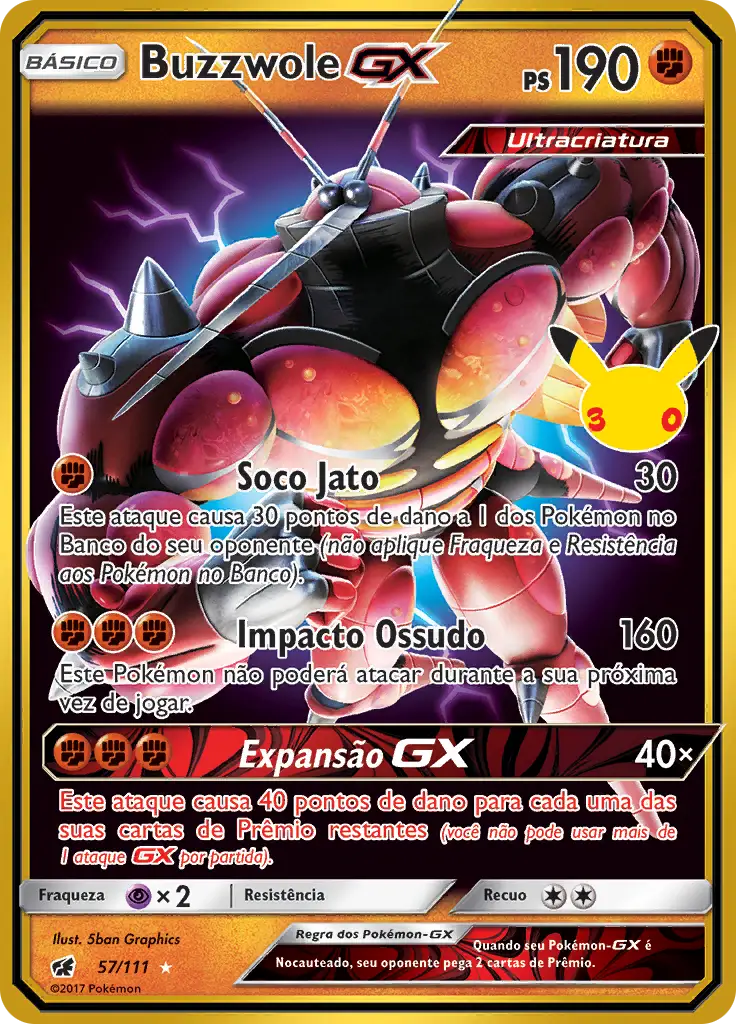 BÁSICO Buzzwole GX PS190
Ultracriatura
30
Soco Jato 30
Este ataque causa 30 pontos de dano a 1 dos Pokémon no
Banco do seu oponente (não aplique Fraqueza e Resistência
aos Pokémon no Banco).
Impacto Ossudo 160
Este Pokémon não poderá atacar durante a sua próxima
vez de jogar.
Expansão GX 40×
Este ataque causa 40 pontos de dano para cada uma das
suas cartas de Prêmio restantes (você não pode usar mais de
1 ataque GX por partida).
Fraqueza ×2 Resistência Recuo
Ilust. 5ban Graphics
57/111
©2017 Pokémon
Regra dos Pokémon-GX
Quando seu Pokémon-GX é
Nocauteado, seu oponente pega 2 cartas de Prêmio.